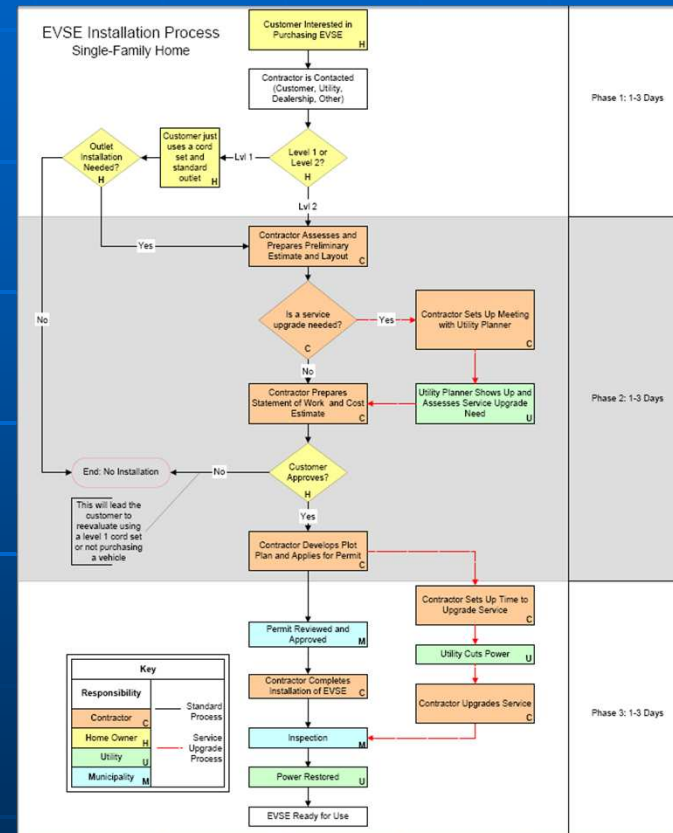 EVSE Installation Process
Single-Family Home
Customer Interested in
Purchasing EVSE
H
Contractor is Contacted
(Customer, Utility,
Dealership, Other)
Phase 1: 1-3 Days
Outlet
Installation
Needed?
H
Customer just
uses a cord
set and
standard
outlet
H
Lvl 1
Level 1 or
Level 2?
H
Lvl 2
Yes
Contractor Assesses and
Prepares Preliminary
Estimate and Layout
C
No
Is a service
upgrade needed?
C
Yes
Contractor Sets Up Meeting
with Utility Planner
C
No
Contractor Prepares
Statement of Work and Cost
Estimate
C
Utility Planner Shows Up and
Assesses Service Upgrade
Need
U
Phase 2: 1-3 Days
End: No Installation
No
Customer
Approves?
H
This will lead the
customer to
reevaluate using
a level 1 cord set
or not purchasing
a vehicle
Yes
Contractor Develops Plot
Plan and Applies for Permit
C
Contractor Sets Up Time to
Upgrade Service
C
Permit Reviewed and
Approved
M
Utility Cuts Power
U
Contractor Completes
Installation of EVSE
C
Contractor Upgrades Service
C
Phase 3: 1-3 Days
Inspection
M
Power Restored
U
EVSE Ready for Use
Key
Responsibility
Contractor C
Home Owner H
Utility U
Municipality M
Standard
Process
Service
Upgrade
Process